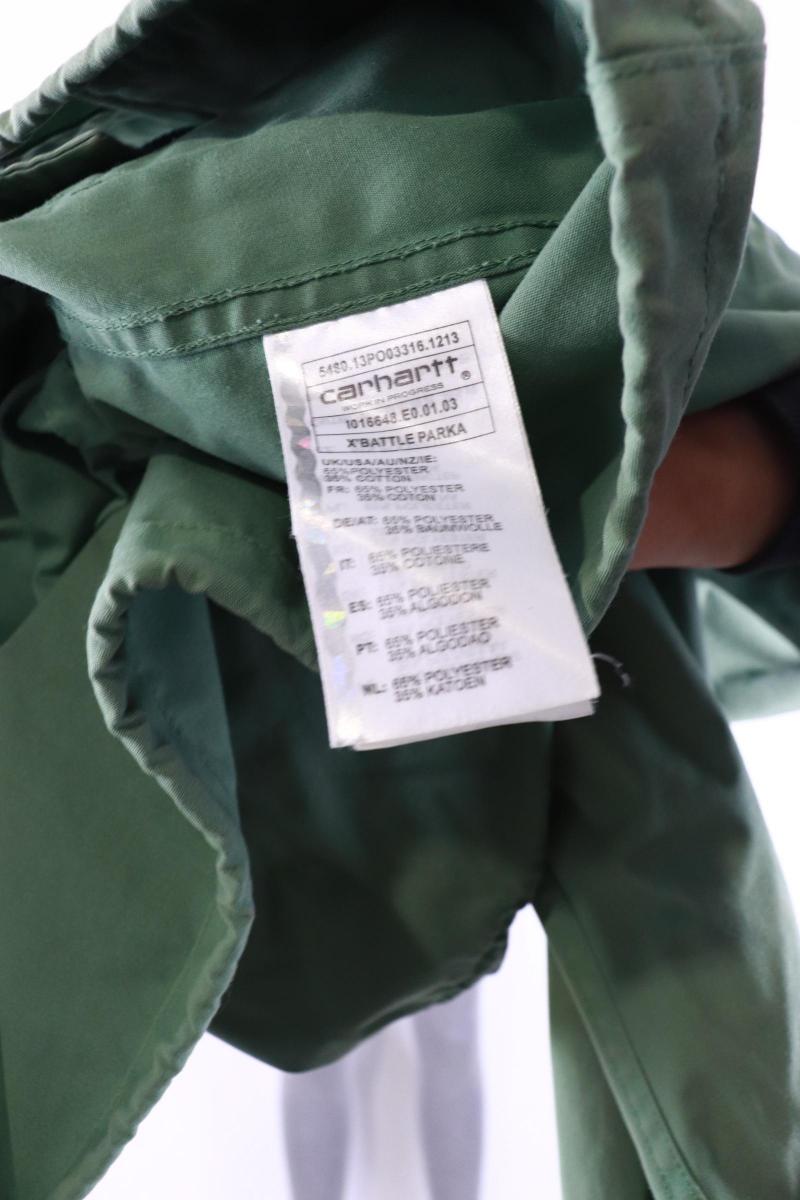 5480.13PO03316.1213
carhartt®
WORK IN PROGRESS
I016648.E0.01.03
X'BATTLE PARKA
UK/USA/AU/NZ/IE:
65%POLYESTER
35% COTTON
FR: 65% POLYESTER
35% COTON
DE/AT: 65% POLYESTER
35% BAUMWOLLE
IT: 65% POLIESTERE
35% COTONE
ES: 65% POLIESTER
35% ALGODON
PT: 65% POLIESTER
35% ALGODAO
NL: 65% POLYESTER
35% KATOEN